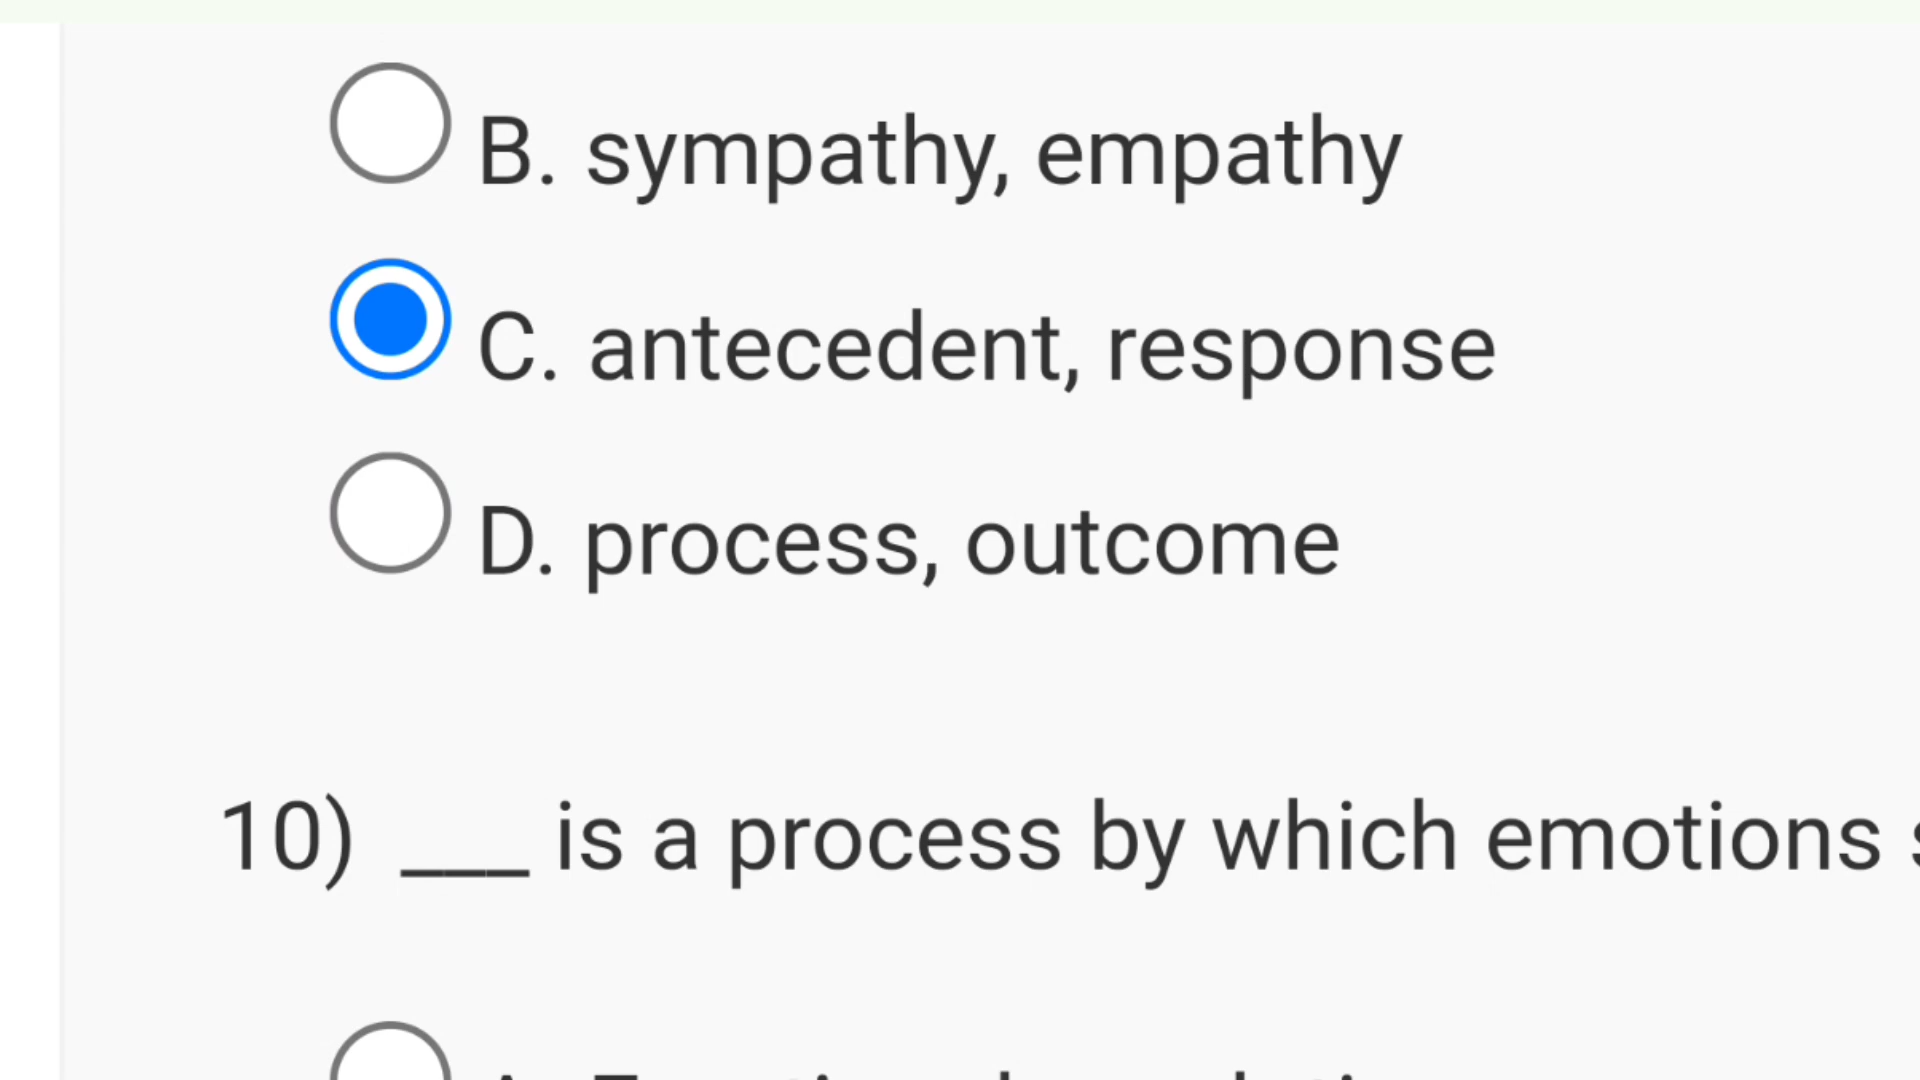 B. sympathy, empathy
C. antecedent, response
D. process, outcome
10) ___ is a process by which emotions